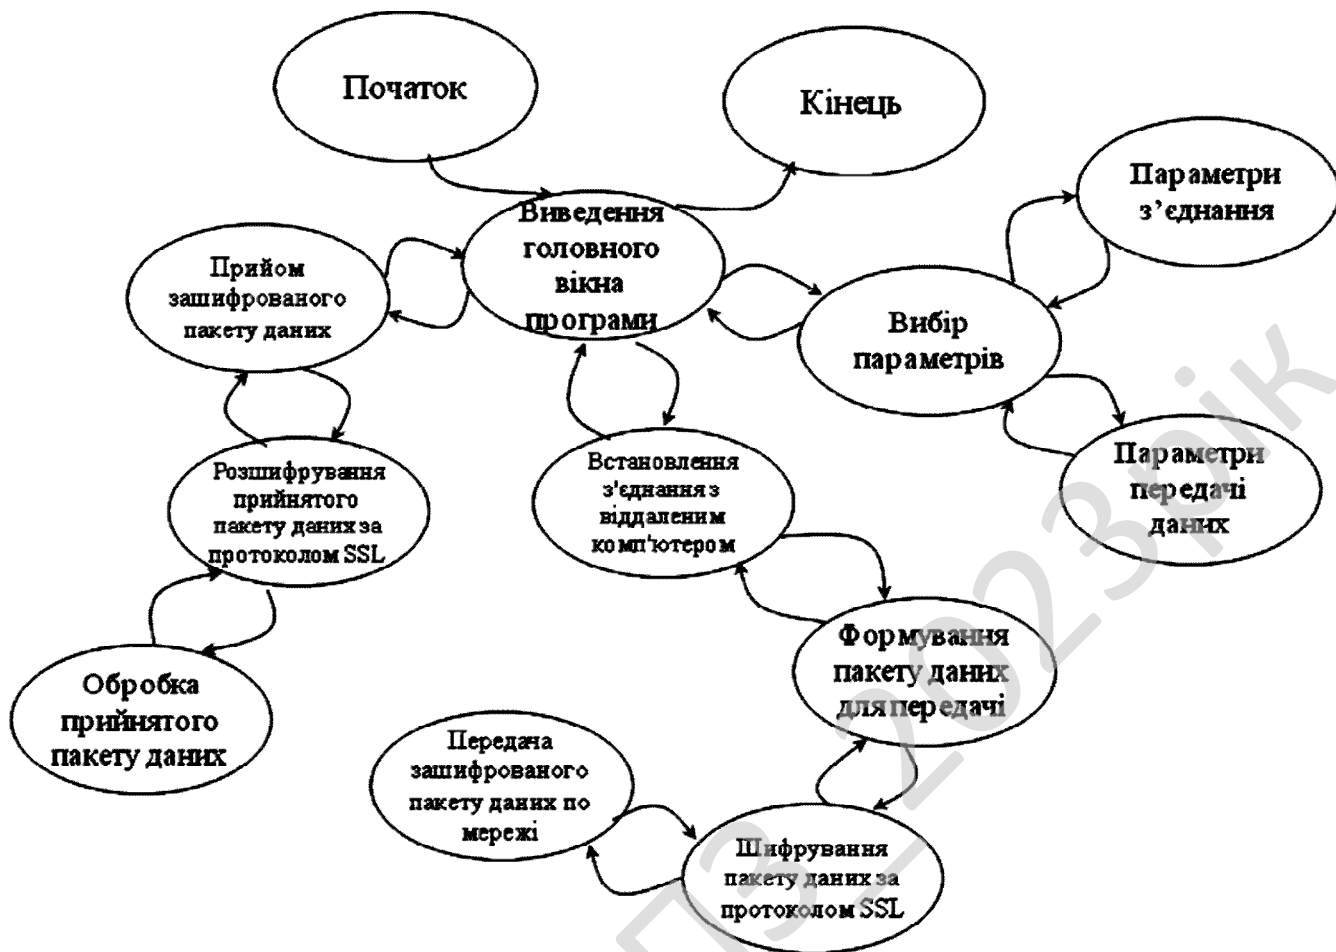 Початок
Кінець
Параметри
з’єднання
Виведення
головного
вікна
програми
Прийом
зашифрованого
пакету даних
Вибір
параметрів
Розшифрування
прийнятого
пакету даних за
протоколом SSL
Встановлення
з'єднання з
віддаленим
комп'ютером
Параметри
передачі
даних
Формування
пакету даних
для передачі
Обробка
прийнятого
пакету даних
Передача
зашифрованого
пакету даних по
мережі
Шифрування
пакету даних за
протоколом SSL
ПЗ_2023рік